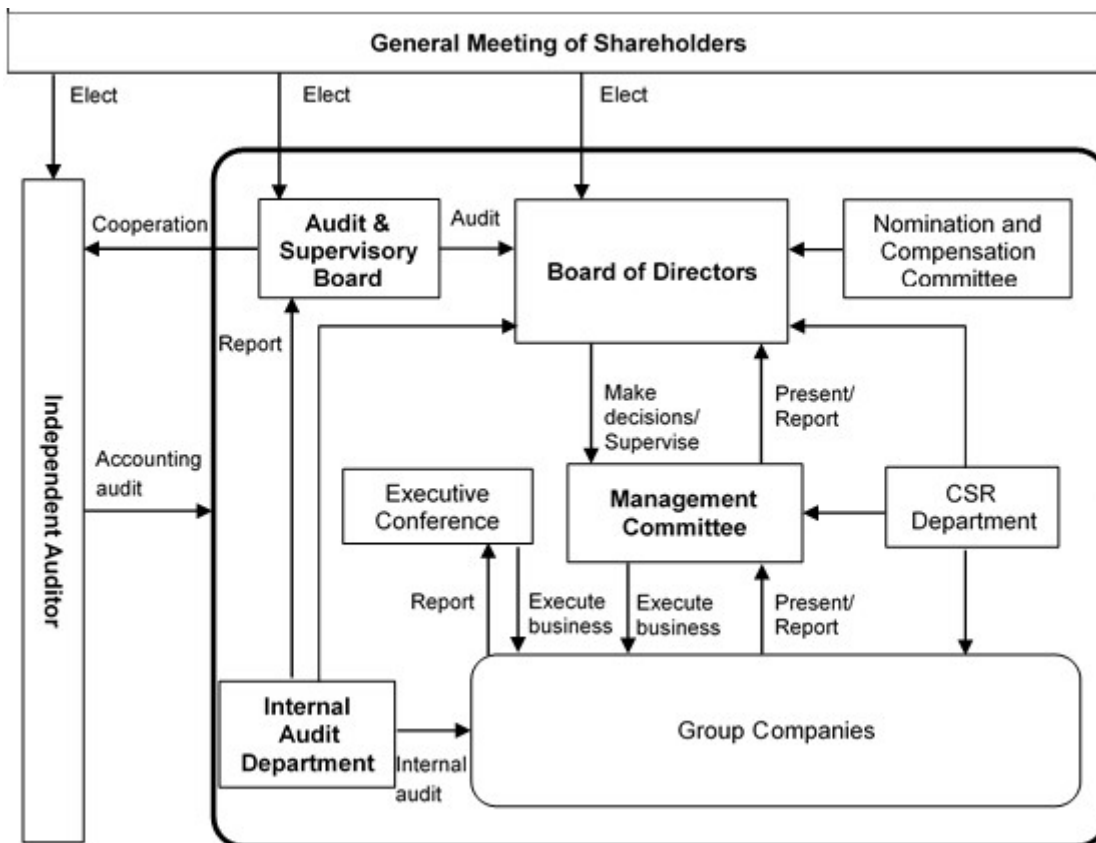 General Meeting of Shareholders
Elect
Elect
Elect
Cooperation
Audit &
Supervisory
Board
Audit
Board of Directors
Nomination and
Compensation
Committee
Report
Make
decisions/
Supervise
Present/
Report
Independent Auditor
Accounting
audit
Executive
Conference
Management
Committee
CSR
Department
Report
Execute
business
Execute
business
Present/
Report
Internal
Audit
Department
Internal
audit
Group Companies